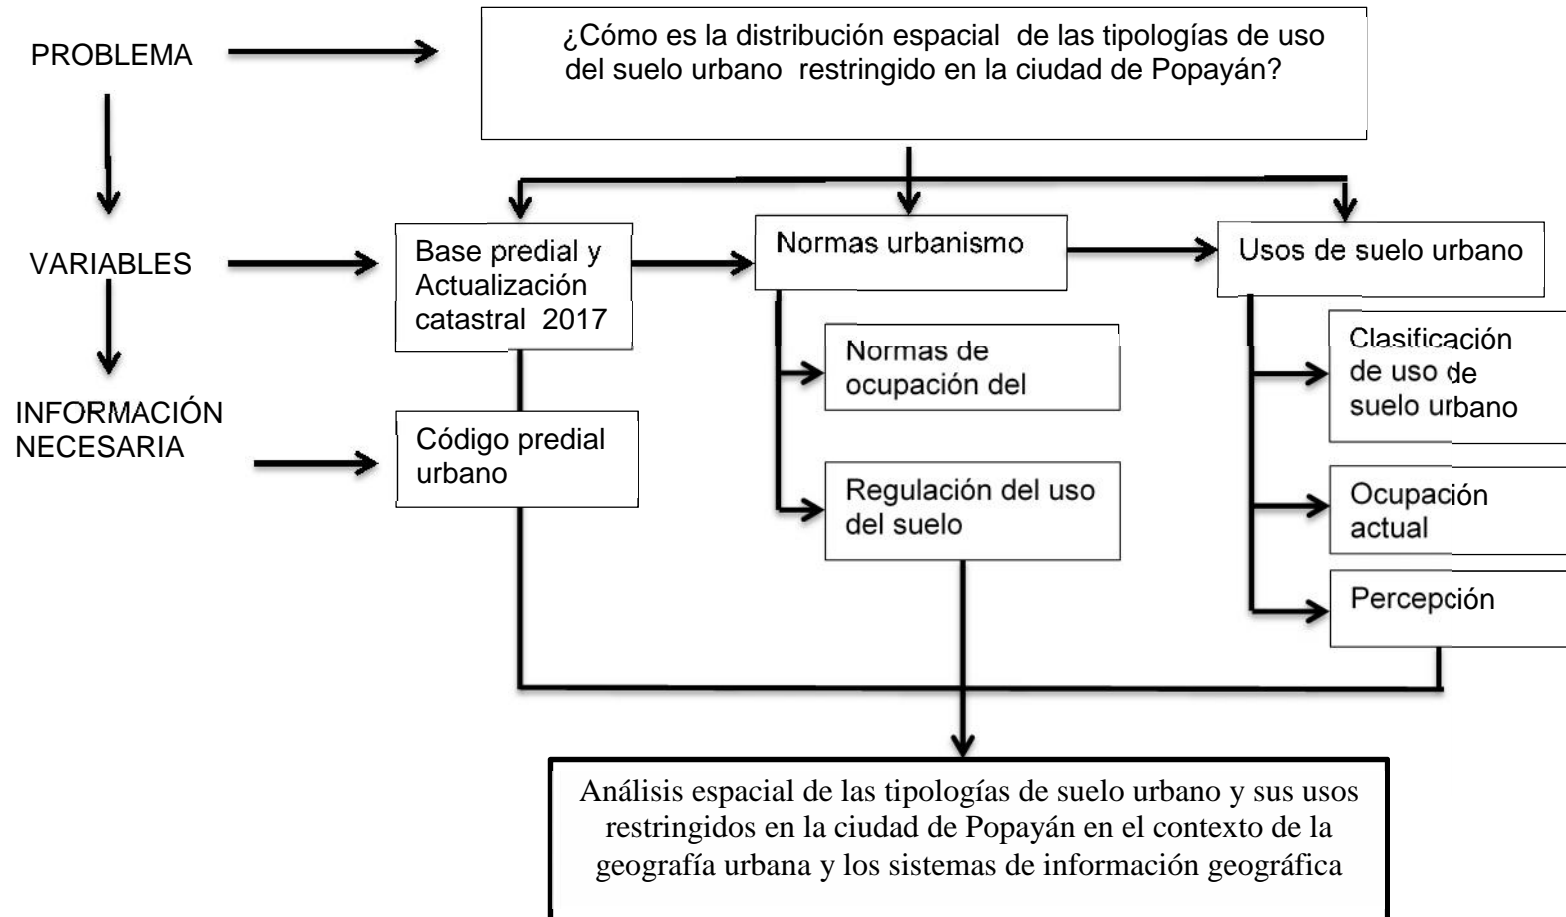 PROBLEMA
¿Cómo es la distribución espacial de las tipologías de uso
del suelo urbano restringido en la ciudad de Popayán?
VARIABLES
Base predial y
Actualización
catastral 2017
Normas urbanismo
Usos de suelo urbano
Normas de
ocupación del
Clasificación
de uso de
suelo urbano
INFORMACIÓN
NECESARIA
Código predial
urbano
Regulación del uso
del suelo
Ocupación
actual
Percepción
Análisis espacial de las tipologías de suelo urbano y sus usos
restringidos en la ciudad de Popayán en el contexto de la
geografía urbana y los sistemas de información geográfica